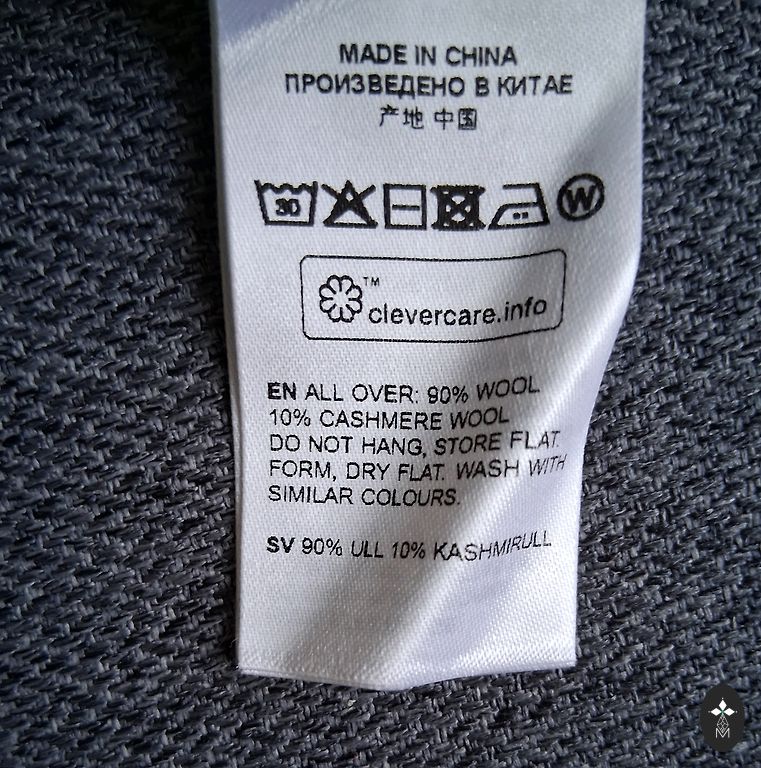 MADE IN CHINA
ПРОИЗВЕДЕНО В КИТАЕ
产地 中国
30
W
TM
clevercare.info
EN ALL OVER: 90% WOOL
10% CASHMERE WOOL
DO NOT HANG, STORE FLAT.
FORM, DRY FLAT. WASH WITH
SIMILAR COLOURS.
SV 90% ULL 10% KASHMIRULL
M